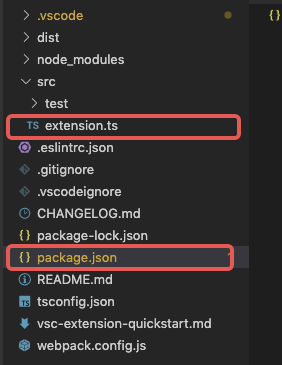 .vscode
dist
node_modules
src
test
TS extension.ts
.eslintrc.json
.gitignore
.vscodeignore
CHANGELOG.md
{} package-lock.json
{} package.json
README.md
TS tsconfig.json
vsc-extension-quickstart.md
webpack.config.js
{}